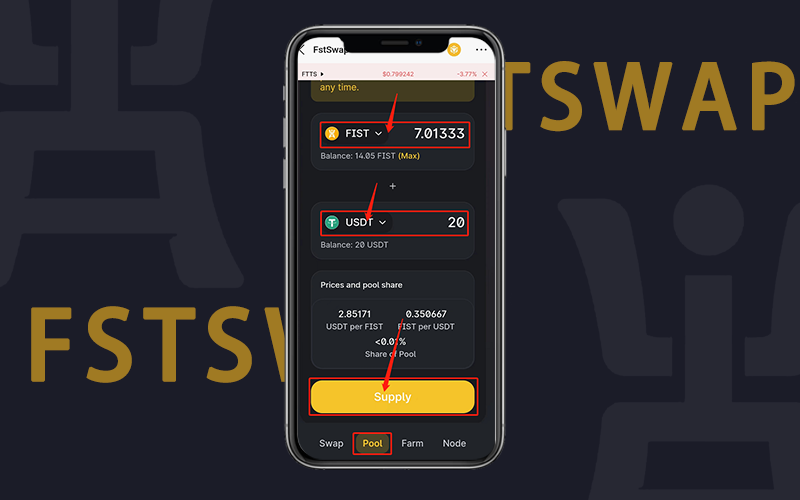 FstSwap
FTTS $0.799242 -3.77%
any time.
TSWAP
FIST 7.01333
Balance: 14.05 FIST (Max)
+
USDT 20
Balance: 20 USDT
Prices and pool share
2.85171 0.350667
USDT per FIST FIST per USDT
<0.01%
Share of Pool
FSTSW
Supply
Swap Pool Farm Node